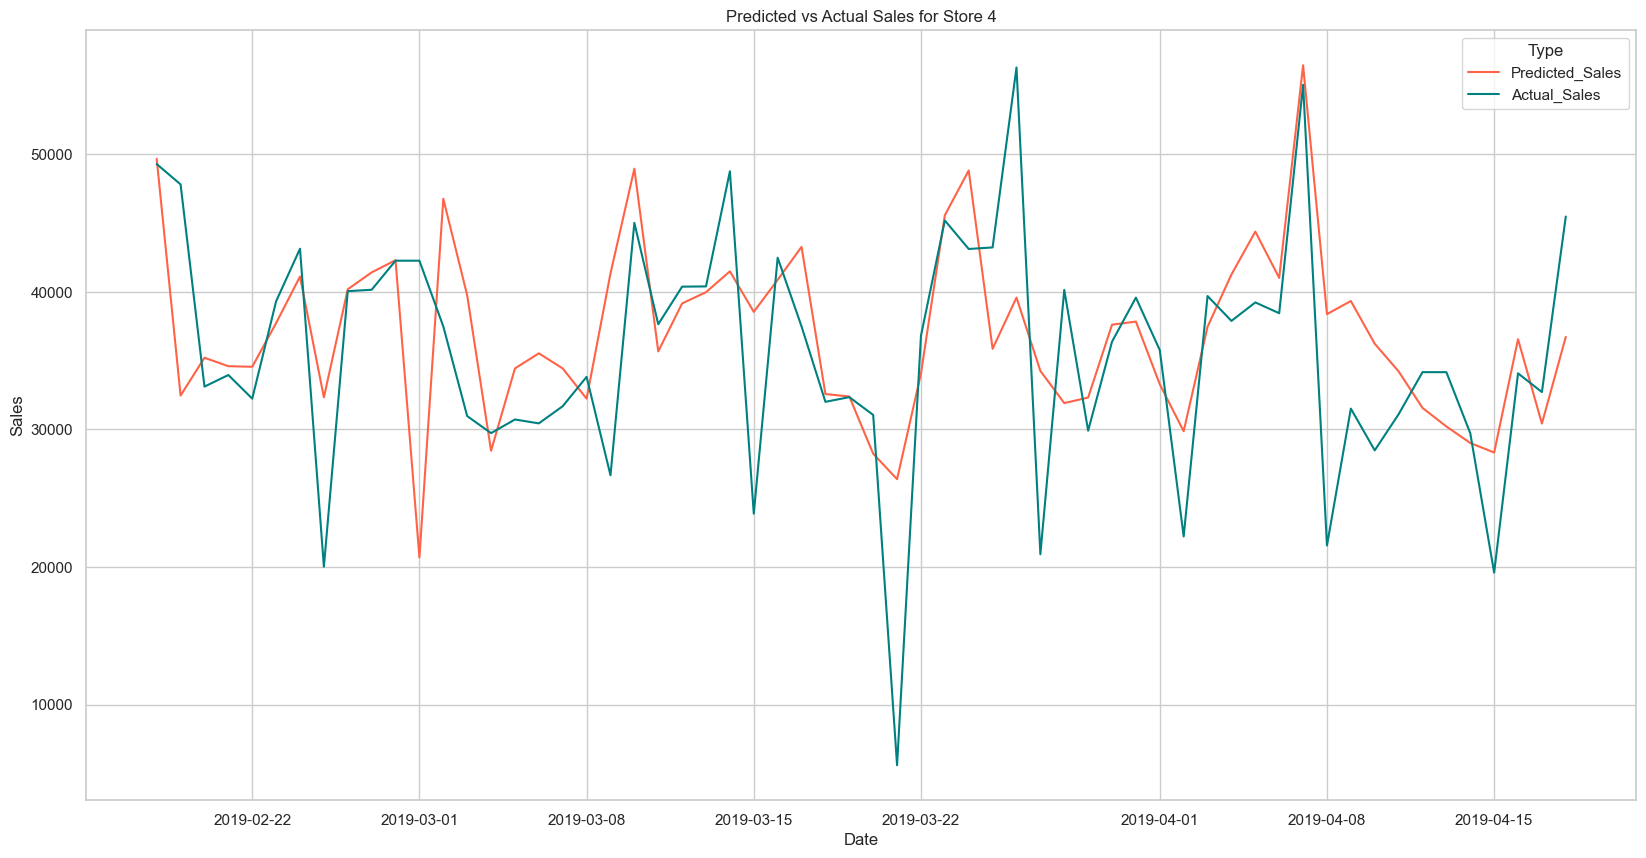 Predicted vs Actual Sales for Store 4
Type
Predicted_Sales
Actual_Sales
50000
40000
30000
20000
10000
Sales
2019-02-22
2019-03-01
2019-03-08
2019-03-15
2019-03-22
2019-04-01
2019-04-08
2019-04-15
Date